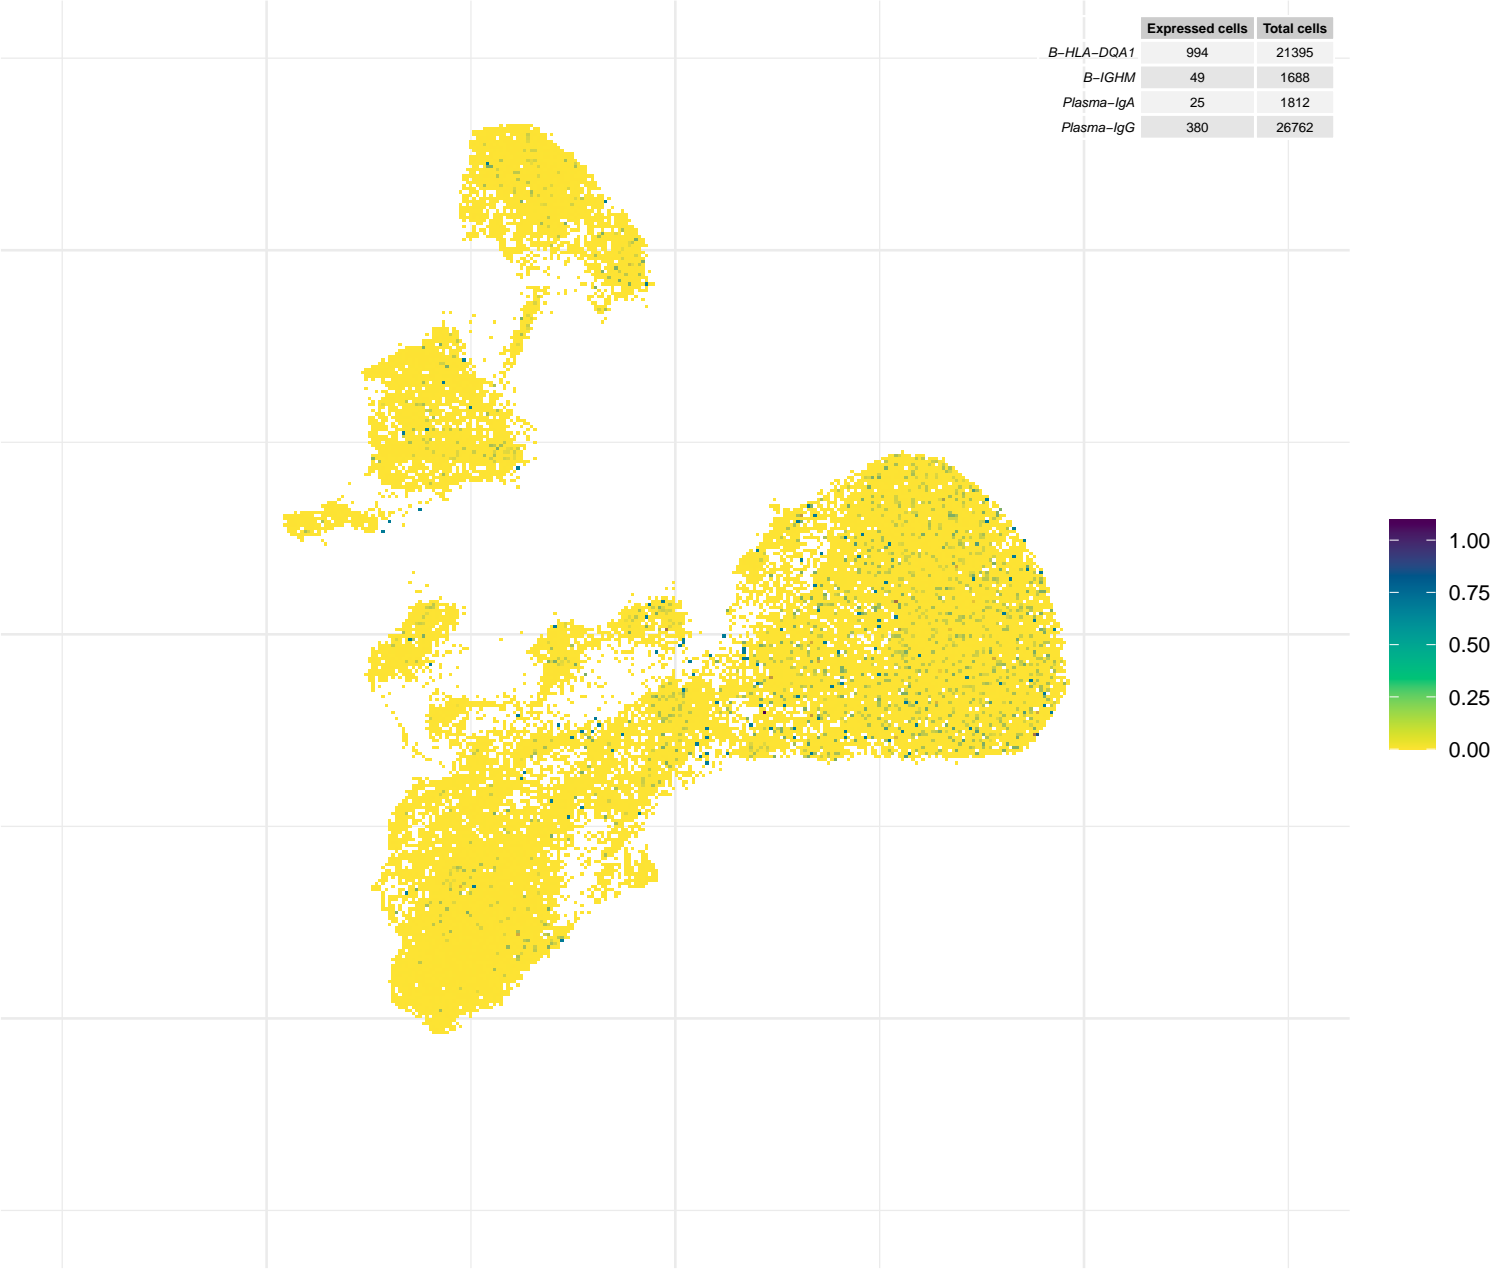 Expressed cells Total cells
B−HLA−DQA1 994 21395
B−IGHM 49 1688
Plasma−IgA 25 1812
Plasma−IgG 380 26762
1.00
0.75
0.50
0.25
0.00